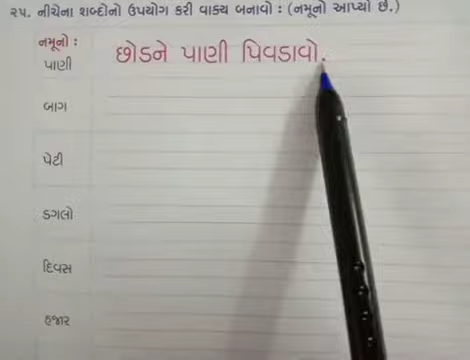 ૨૫. નીચેના શબ્દોનો ઉપયોગ કરી વાક્ય બનાવો : (નમૂનો આપ્યો છે.)
નમૂનો :
પાણી છોડને પાણી પિવડાવો.
બાગ
પેટી
ડગલો
દિવસ
હજાર